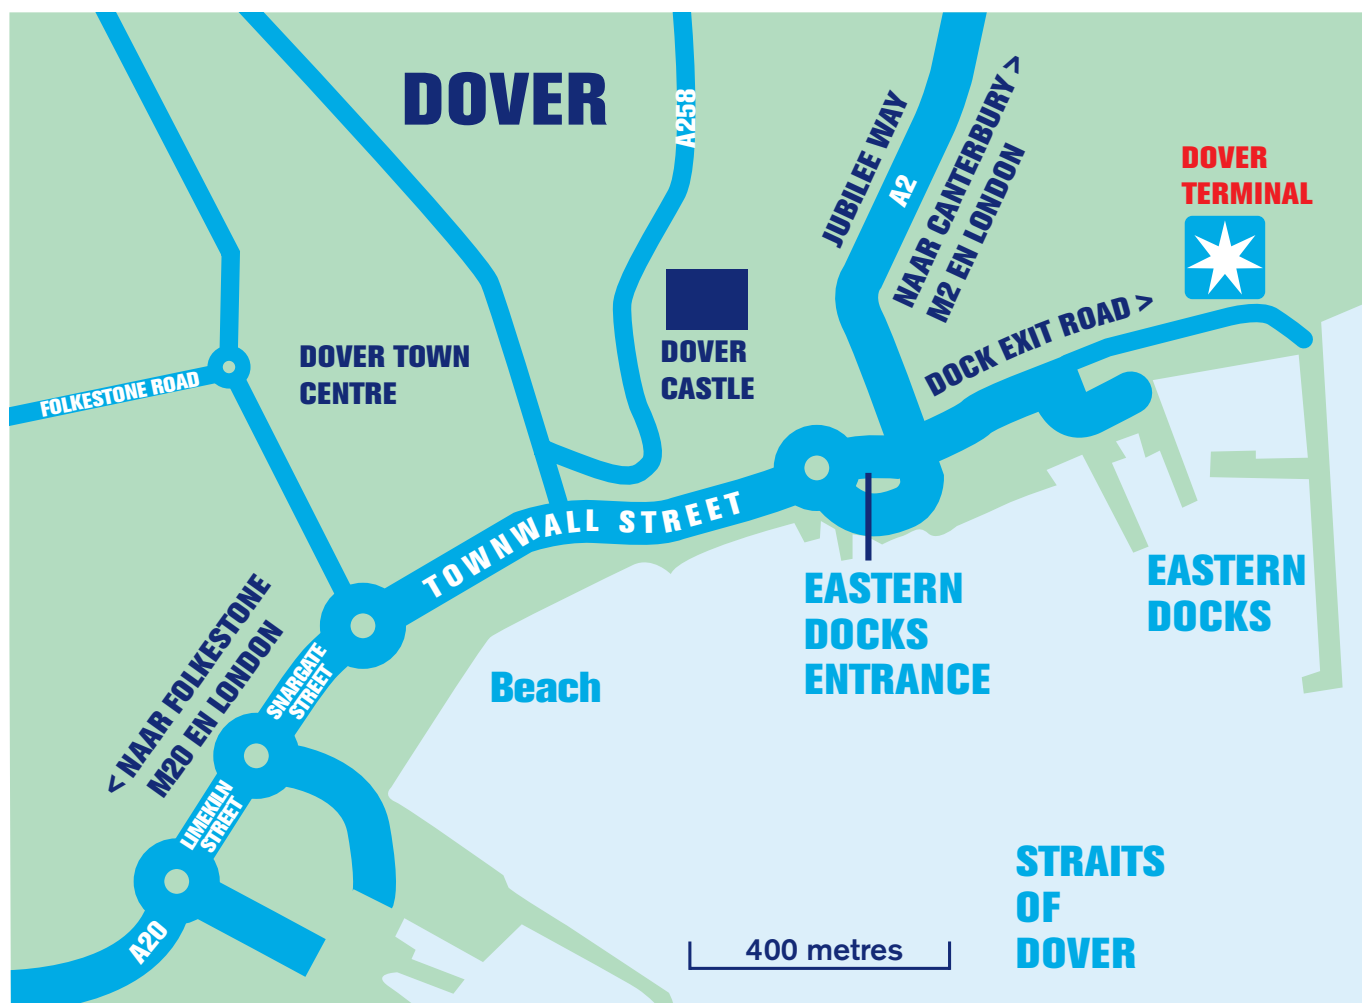 DOVER
A258
JUBILEE WAY
A2
NAAR CANTERBURY >
M2 EN LONDON
DOVER
TERMINAL
DOCK EXIT ROAD >
DOVER TOWN
CENTRE
DOVER
CASTLE
FOLKESTONE ROAD
TOWNWALL STREET
EASTERN
DOCKS
ENTRANCE
EASTERN
DOCKS
< NAAR FOLKESTONE
M20 EN LONDON
SNARGATE
STREET
Beach
LIMEKILN
STREET
A20
400 metres
STRAITS
OF
DOVER